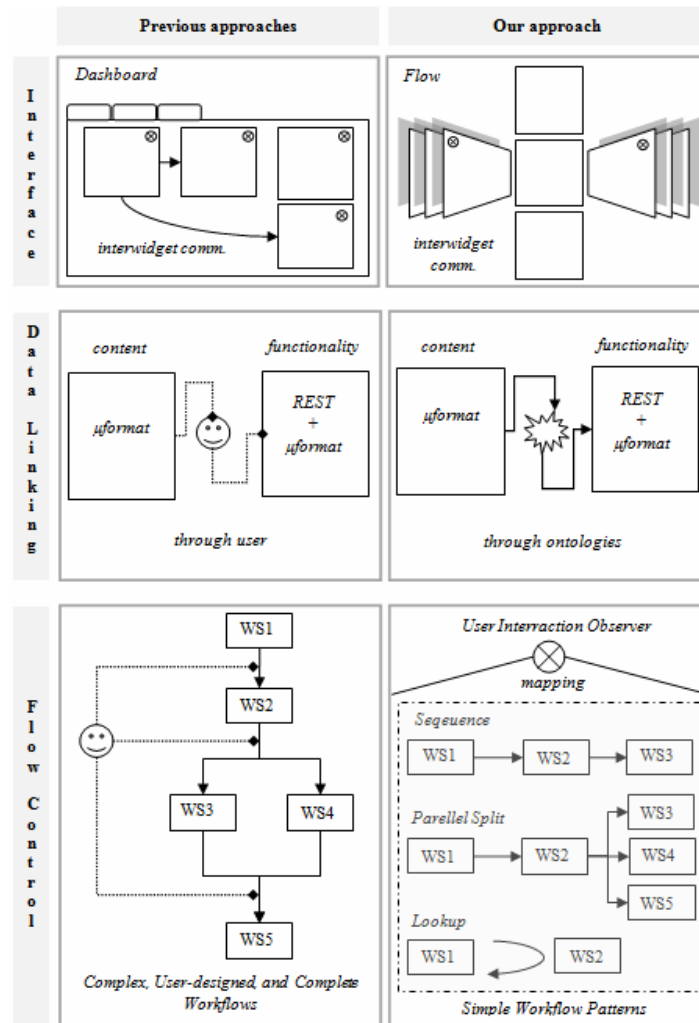 Previous approaches
Our approach
Interface
Dashboard
interwidget comm.
Flow
interwidget
comm.
Data Linking
content
functionality
µformat
REST
+
µformat
through user
content
functionality
µformat
REST
+
µformat
through ontologies
Flow Control
WS1
WS2
WS3
WS4
WS5
Complex, User-designed, and Complete
Workflows
User Interraction Observer
mapping
Seqeuence
WS1
WS2
WS3
Parellel Split
WS1
WS2
WS3
WS4
WS5
Lookup
WS1
WS2
Simple Workflow Patterns